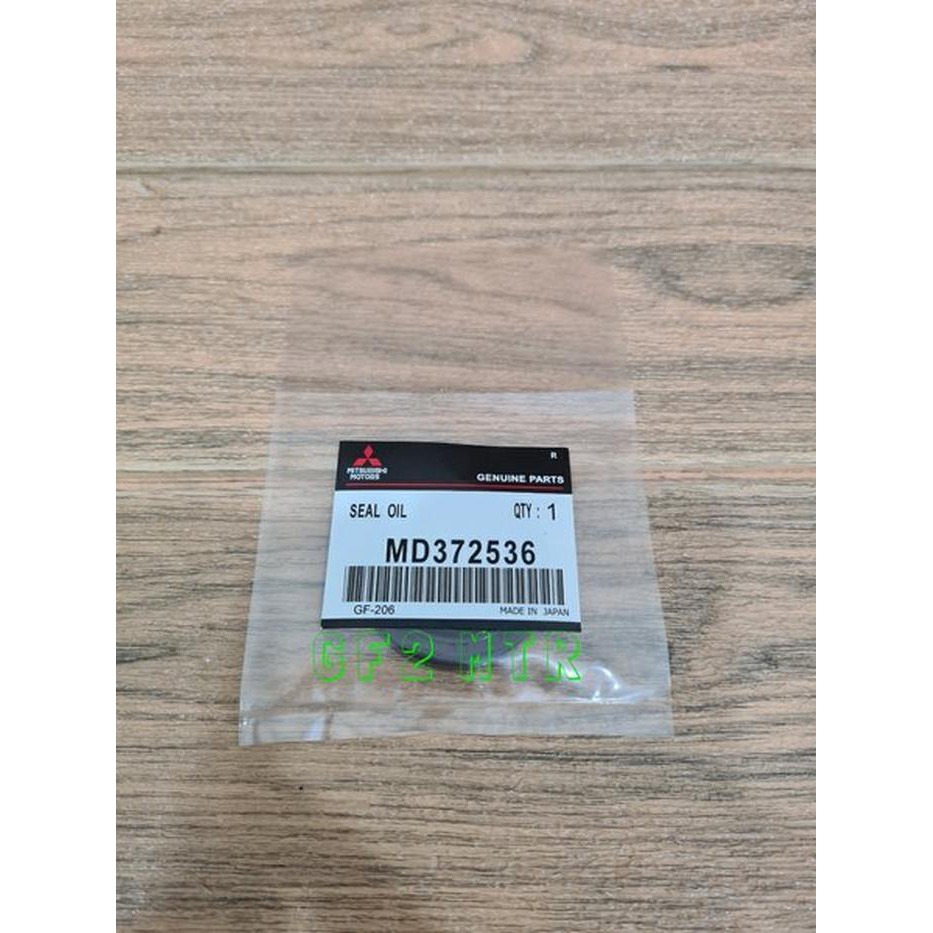 R
MITSUBISHI
MOTORS
GENUINE PARTS
SEAL OIL
QTY : 1
MD372536
GF-206
MADE IN JAPAN
GF2 MTR